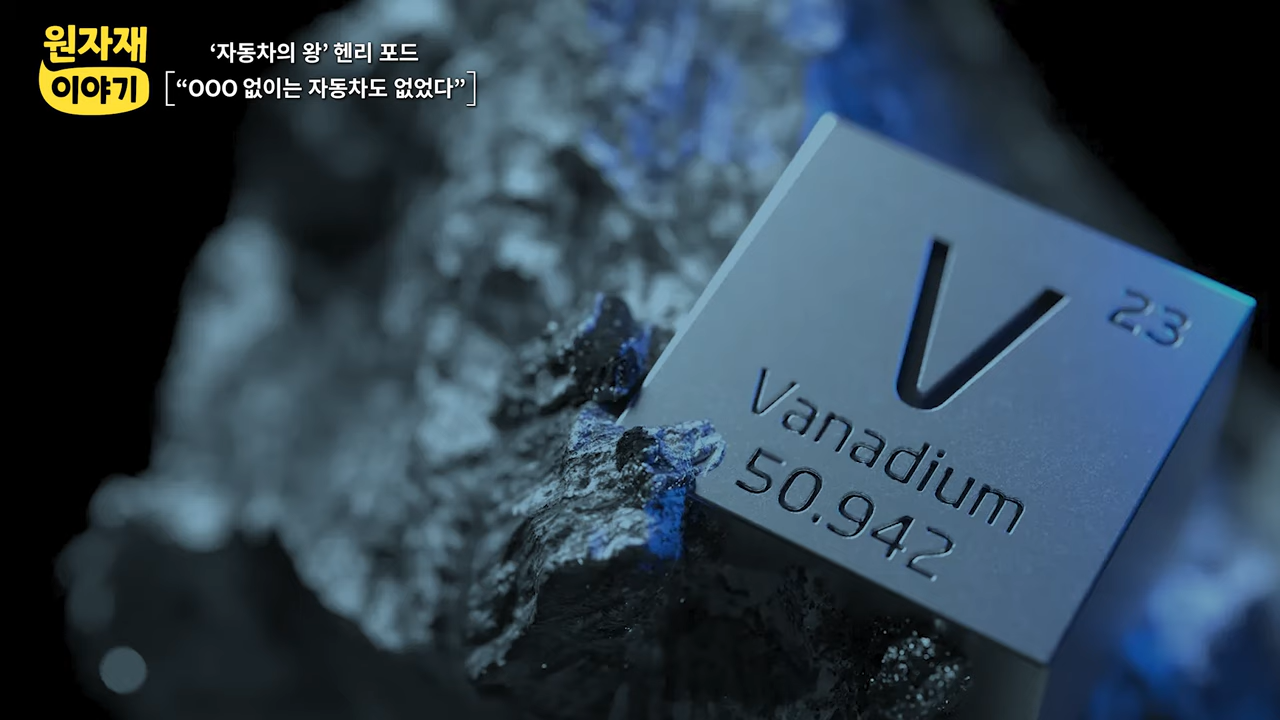 원자재
이야기
‘자동차의 왕’ 헨리 포드
[“OOO 없이는 자동차도 없었다”]
V
23
Vanadium
50.942